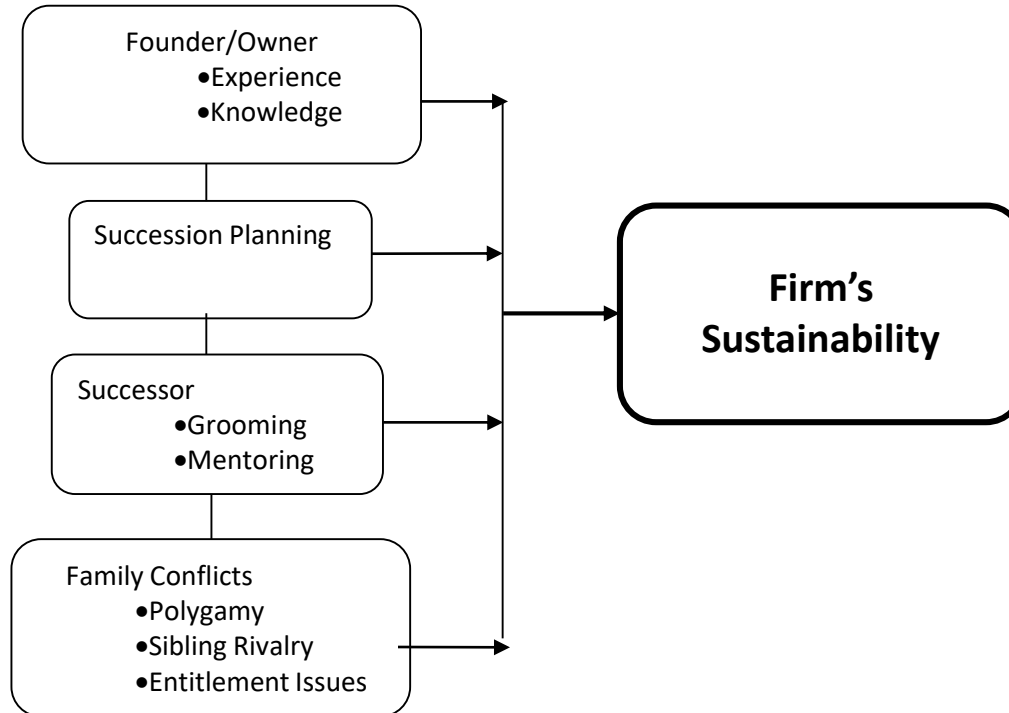 Founder/Owner
•Experience
•Knowledge
Succession Planning
Successor
•Grooming
•Mentoring
Family Conflicts
•Polygamy
•Sibling Rivalry
•Entitlement Issues
Firm’s
Sustainability